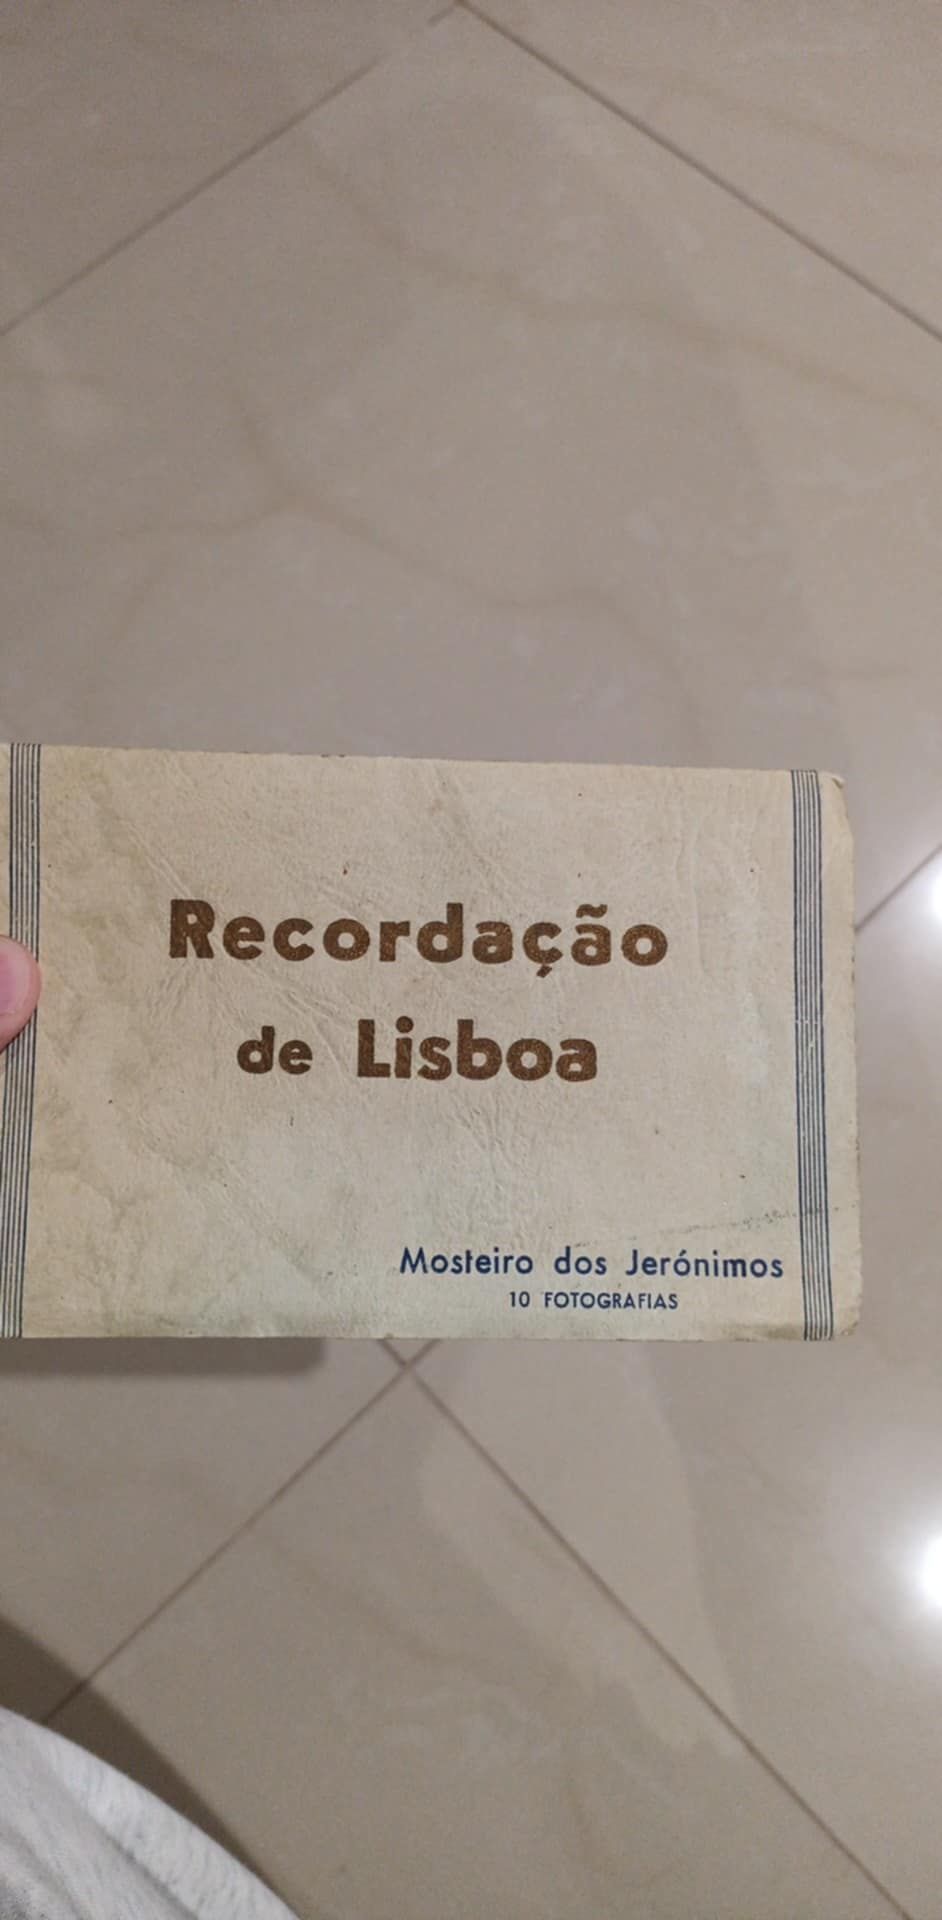 Recordação
de Lisboa
Mosteiro dos Jerónimos
10 FOTOGRAFIAS